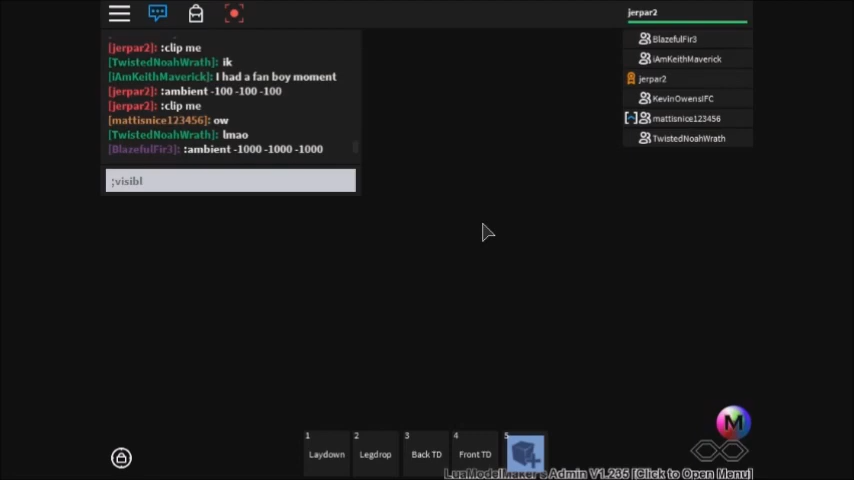 jerpar2
[jerpar2]: :clip me
[TwistedNoahWrath]: ik
[iAmKeithMaverick]: I had a fan boy moment
[jerpar2]: :ambient -100 -100 -100
[jerpar2]: :clip me
[mattisnice123456]: ow
[TwistedNoahWrath]: lmao
[BlazefulFir3]: :ambient -1000 -1000 -1000
;visibl
BlazefulFir3
iAmKeithMaverick
jerpar2
KevinOwensIFC
mattisnice123456
TwistedNoahWrath
1 Laydown
2 Legdrop
3 Back TD
4 Front TD
5
M
LuaModelMaker's Admin V1.235 [Click to Open Menu]